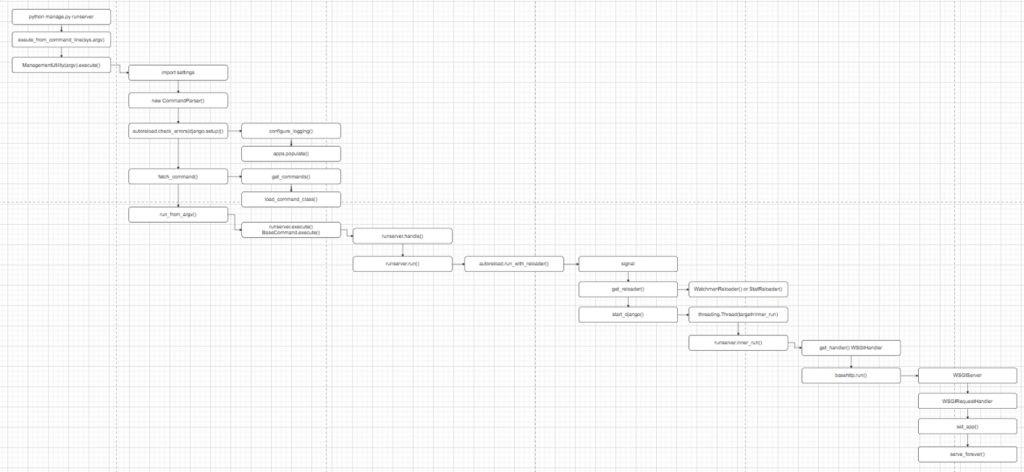 python manage.py runserver
execute_from_command_line(sys.argv)
ManagementUtility(argv).execute()
import settings
new CommandParser()
autoreload.check_errors(django.setup)()
configure_logging()
apps.populate()
fetch_command()
get_commands()
load_command_class()
run_from_argv()
runserver.execute()
BaseCommand.execute()
runserver.handle()
runserver.run()
autoreload.run_with_reloader()
signal
get_reloader()
WatchmanReloader() or StatReloader()
start_django()
threading.Thread(target=inner_run)
runserver.inner_run()
get_handler() WSGIHandler
basehttp.run()
WSGIServer
WSGIRequestHandler
set_app()
serve_forever()